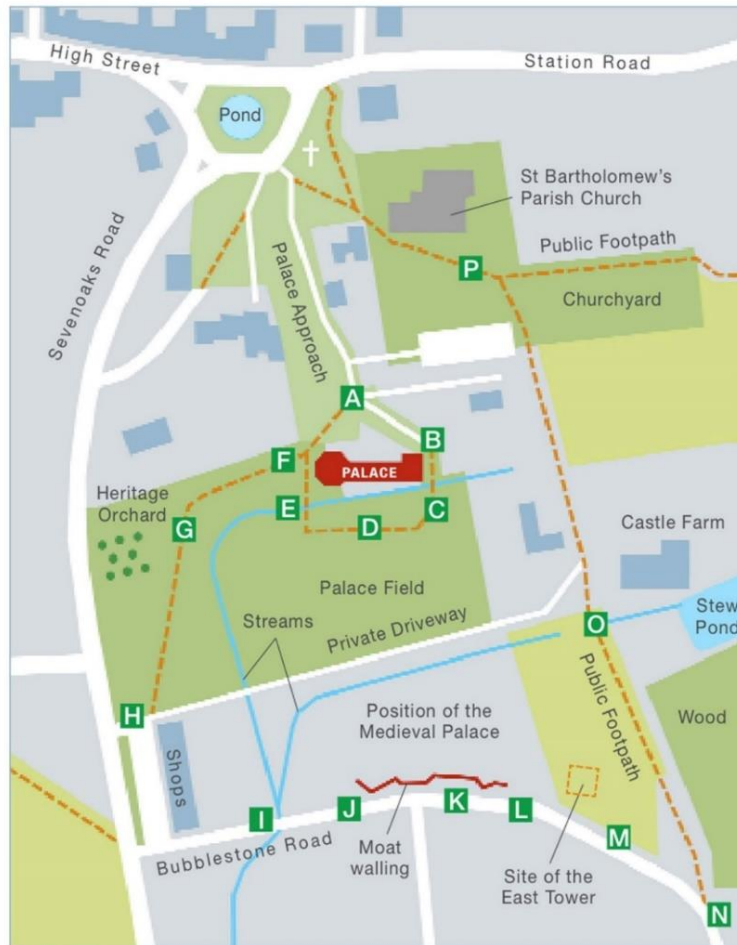 High Street
Station Road
Pond
St Bartholomew's
Parish Church
Public Footpath
P
Churchyard
Sevenoaks Road
Palace Approach
A
B
F
PALACE
Heritage
Orchard
E
C
G
D
Castle Farm
Palace Field
Stew
Pond
Streams
Private Driveway
O
H
Position of the
Medieval Palace
Public Footpath
Wood
Shops
I
J
K
L
M
Bubblestone Road
Moat
walling
Site of the
East Tower
N